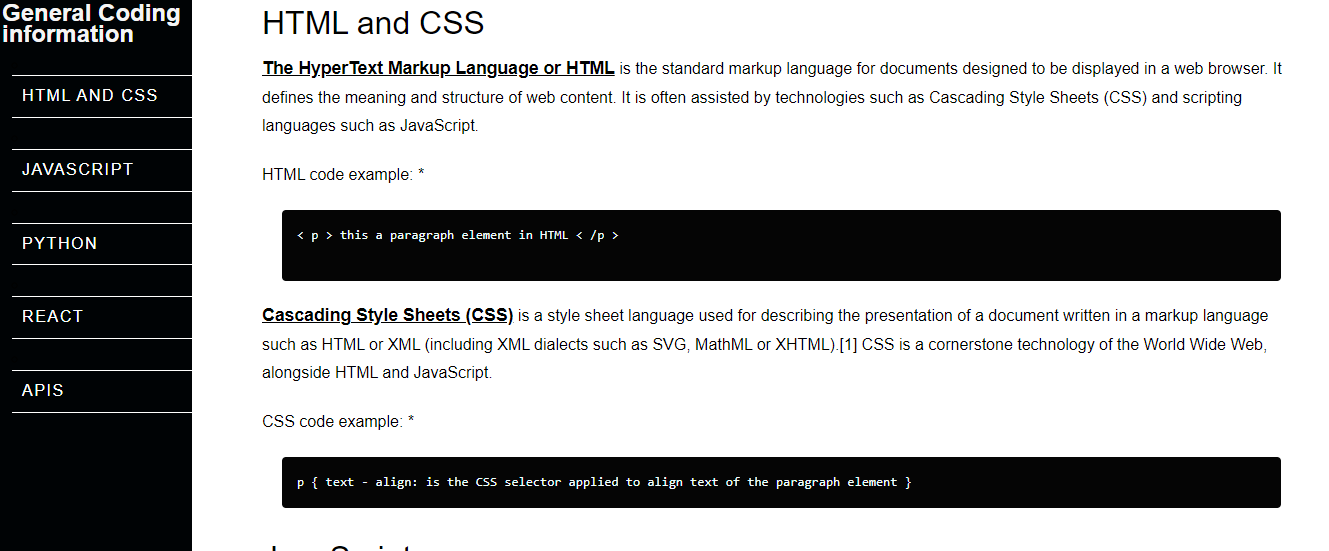 General Coding
information
HTML AND CSS
JAVASCRIPT
PYTHON
REACT
APIS
HTML and CSS
The HyperText Markup Language or HTML is the standard markup language for documents designed to be displayed in a web browser. It
defines the meaning and structure of web content. It is often assisted by technologies such as Cascading Style Sheets (CSS) and scripting
languages such as JavaScript.
HTML code example: *
< p > this a paragraph element in HTML < /p >
Cascading Style Sheets (CSS) is a style sheet language used for describing the presentation of a document written in a markup language
such as HTML or XML (including XML dialects such as SVG, MathML or XHTML).[1] CSS is a cornerstone technology of the World Wide Web,
alongside HTML and JavaScript.
CSS code example: *
p { text - align: is the CSS selector applied to align text of the paragraph element }